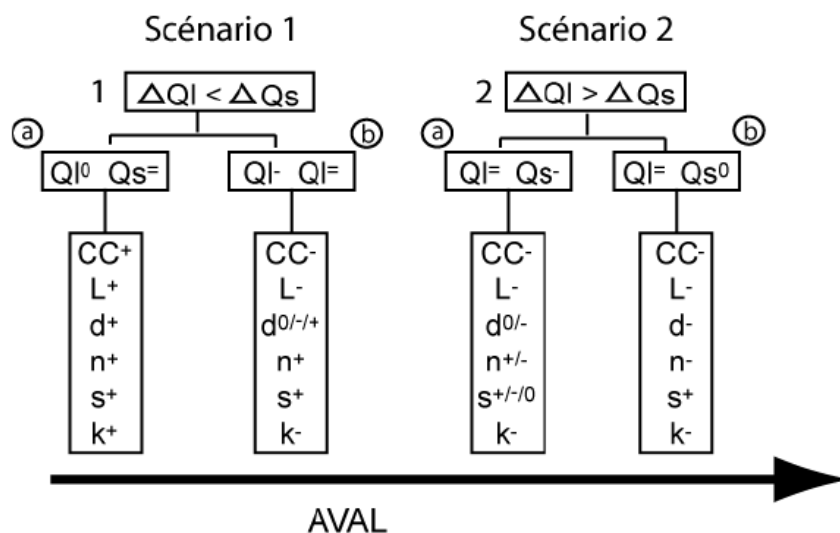 Scénario 1 Scénario 2
1 ΔQl < ΔQs 2 ΔQl > ΔQs
a b a b
Ql⁰ Qs⁼ Ql⁻ Ql⁼ Ql⁼ Qs⁻ Ql⁼ Qs⁰
CC⁺ CC⁻ CC⁻ CC⁻
L⁺ L⁻ L⁻ L⁻
d⁺ d⁰/⁻/⁺ d⁰/⁻ d⁻
n⁺ n⁺ n⁺/⁻ n⁻
s⁺ s⁺ s⁺/⁻/⁰ s⁺
k⁺ k⁻ k⁻ k⁻
AVAL